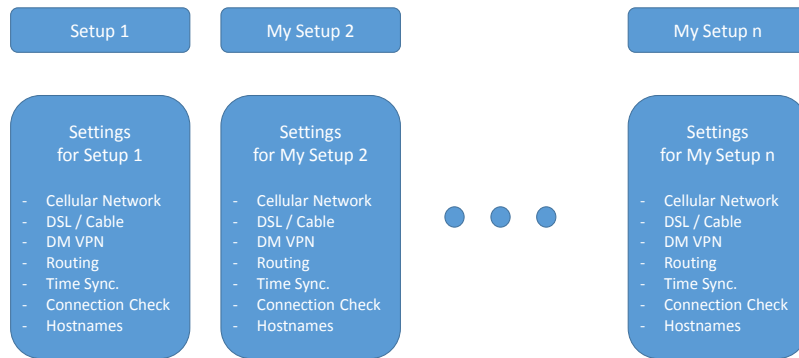 Setup 1
My Setup 2
My Setup n
Settings
for Setup 1
- Cellular Network
- DSL / Cable
- DM VPN
- Routing
- Time Sync.
- Connection Check
- Hostnames
Settings
for My Setup 2
- Cellular Network
- DSL / Cable
- DM VPN
- Routing
- Time Sync.
- Connection Check
- Hostnames
Settings
for My Setup n
- Cellular Network
- DSL / Cable
- DM VPN
- Routing
- Time Sync.
- Connection Check
- Hostnames